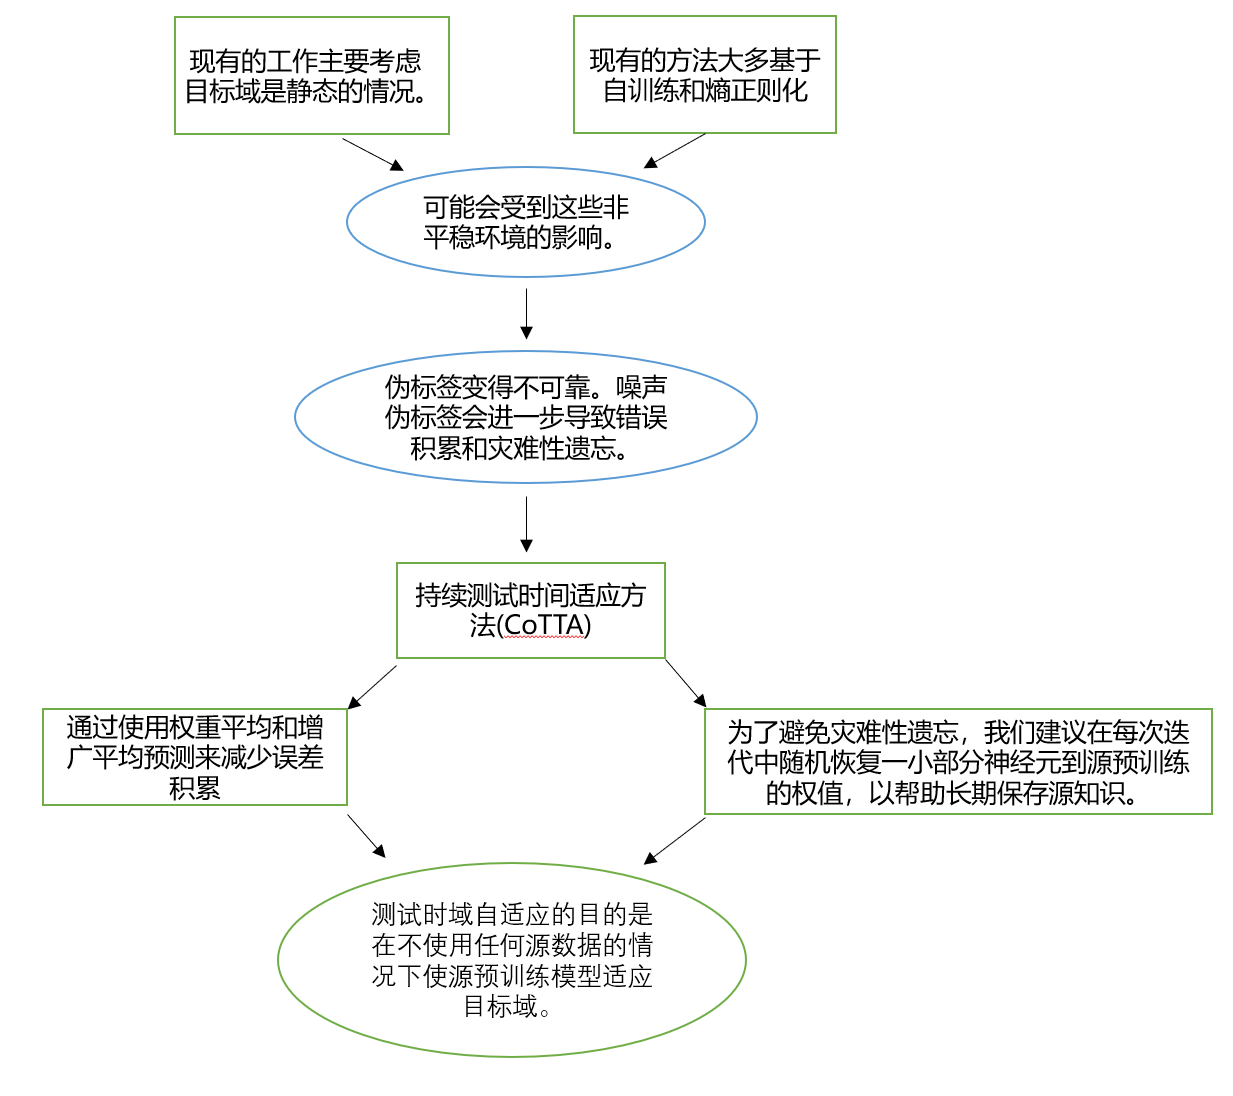 现有的工作主要考虑
目标域是静态的情况。
现有的方法大多基于
自训练和熵正则化
可能会受到这些非
平稳环境的影响。
伪标签变得不可靠。噪声
伪标签会进一步导致错误
积累和灾难性遗忘。
持续测试时间适应方
法(CoTTA)
通过使用权重平均和增
广平均预测来减少误差
积累
为了避免灾难性遗忘，我们建议在每次迭
代中随机恢复一小部分神经元到源预训练
的权值，以帮助长期保存源知识。
测试时域自适应的目的是
在不使用任何源数据的情
况下使源预训练模型适应
目标域。